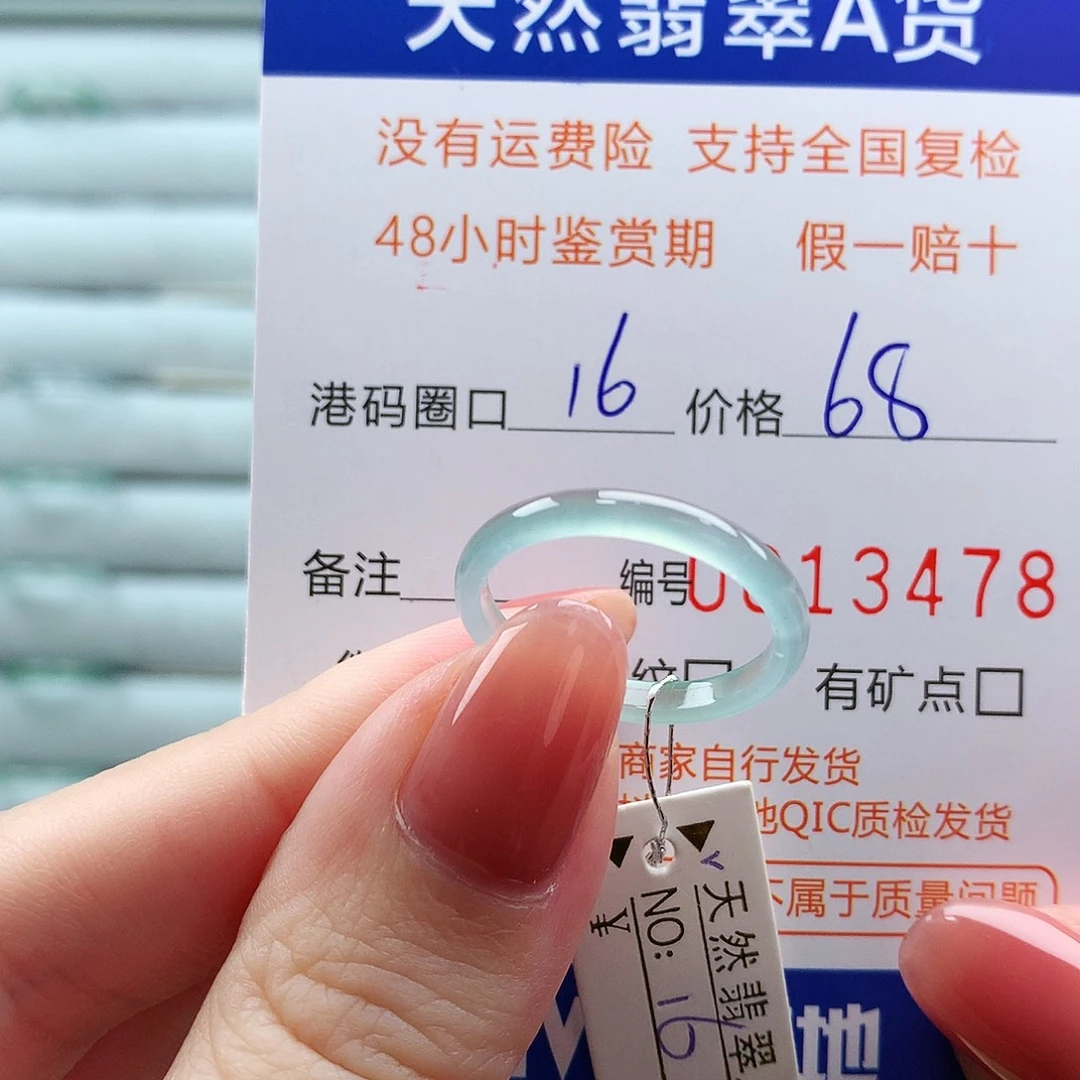 天然翡翠A货
没有运费险 支持全国复检
48小时鉴赏期 假一赔十
港码圈口 16 价格 68
备注 编号 13478
纹□ 有矿点□
商家自行发货
QIC质检发货
不属于质量问题
天然翡翠
NO: 16
¥